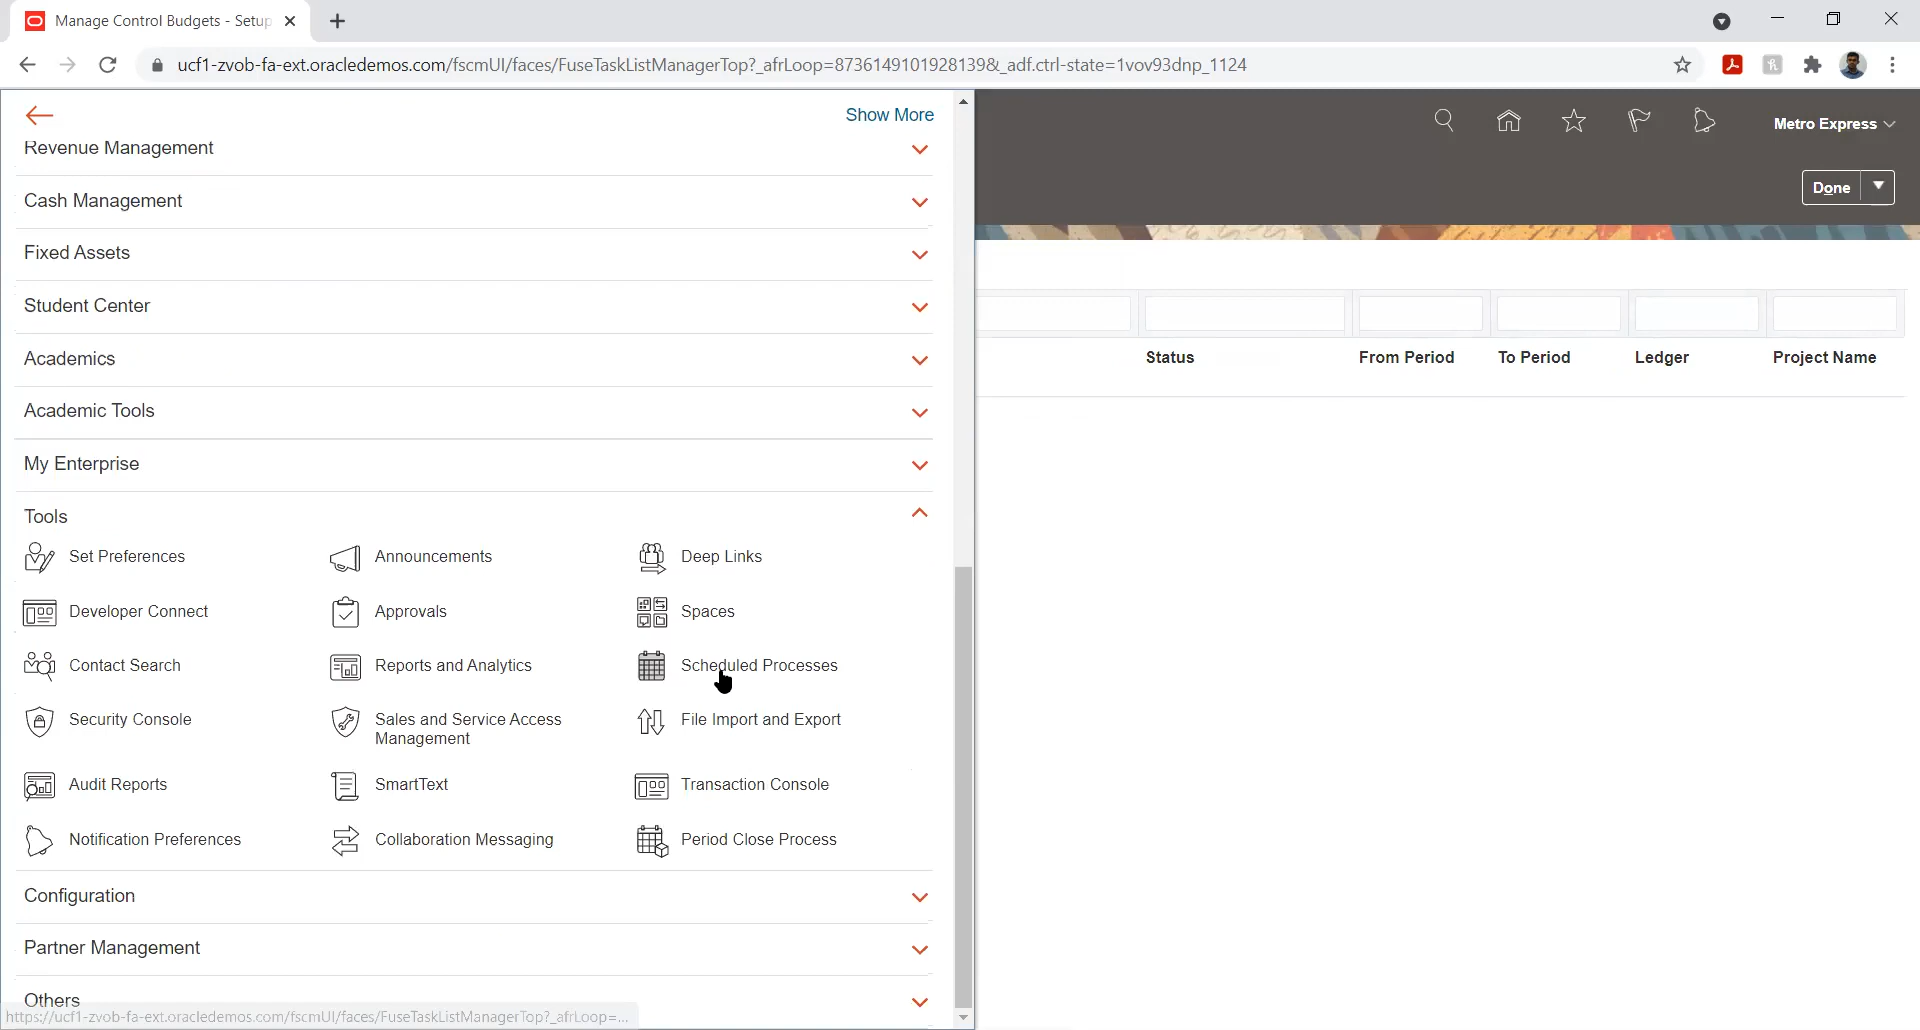 Manage Control Budgets - Setup
ucf1-zvob-fa-ext.oracledemos.com/fscmUI/faces/FuseTaskListManagerTop?_afrLoop=8736149101928139&_adf.ctrl-state=1vov93dnp_1124
Show More
Metro Express
Done
Revenue Management
Cash Management
Fixed Assets
Student Center
Academics
Academic Tools
My Enterprise
Tools
Set Preferences
Announcements
Deep Links
Developer Connect
Approvals
Spaces
Contact Search
Reports and Analytics
Scheduled Processes
Security Console
Sales and Service Access
Management
File Import and Export
Audit Reports
SmartText
Transaction Console
Notification Preferences
Collaboration Messaging
Period Close Process
Configuration
Partner Management
Others
https://ucf1-zvob-fa-ext.oracledemos.com/fscmUI/faces/FuseTaskListManagerTop?_afrLoop=...
Status
From Period
To Period
Ledger
Project Name